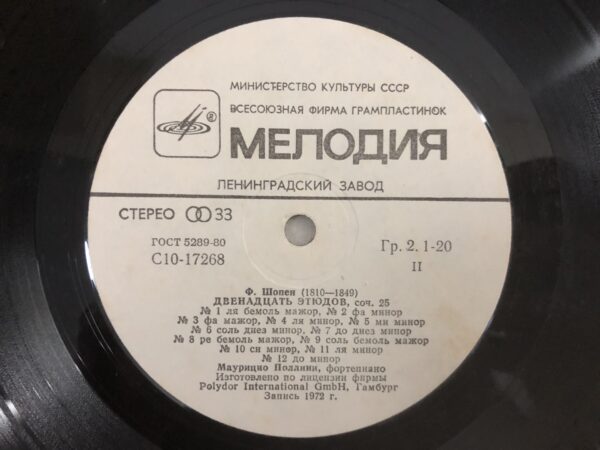 МИНИСТЕРСТВО КУЛЬТУРЫ СССР
ВСЕСОЮЗНАЯ ФИРМА ГРАМПЛАСТИНОК
®
МЕЛОДИЯ
ЛЕНИНГРАДСКИЙ ЗАВОД
СТЕРЕО 33
ГОСТ 5289-80
С10-17268
Гр. 2. 1-20
II
Ф. Шопен (1810—1849)
ДВЕНАДЦАТЬ ЭТЮДОВ, соч. 25
№ 1 ля бемоль мажор, № 2 фа минор
№ 3 фа мажор, № 4 ля минор, № 5 ми минор
№ 6 соль диез минор, № 7 до диез минор
№ 8 ре бемоль мажор, № 9 соль бемоль мажор
№ 10 си минор, № 11 ля минор
№ 12 до минор
Маурицио Поллини, фортепиано
Изготовлено по лицензии фирмы
Polydor International GmbH, Гамбург
Запись 1972 г.